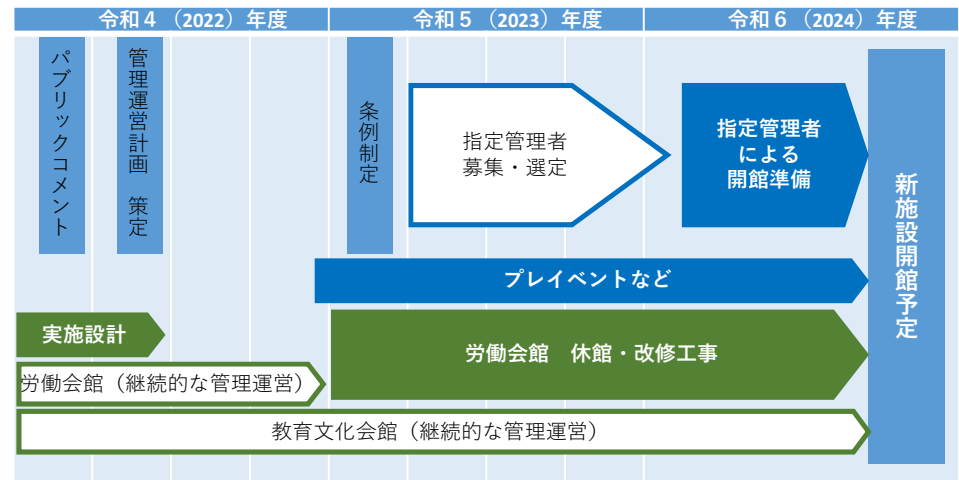 令和４（2022）年度
令和５（2023）年度
令和６（2024）年度
パブリックコメント
管理運営計画　策定
条例制定
指定管理者
募集・選定
指定管理者
による
開館準備
新施設開館予定
プレイベントなど
実施設計
労働会館　休館・改修工事
労働会館（継続的な管理運営）
教育文化会館（継続的な管理運営）